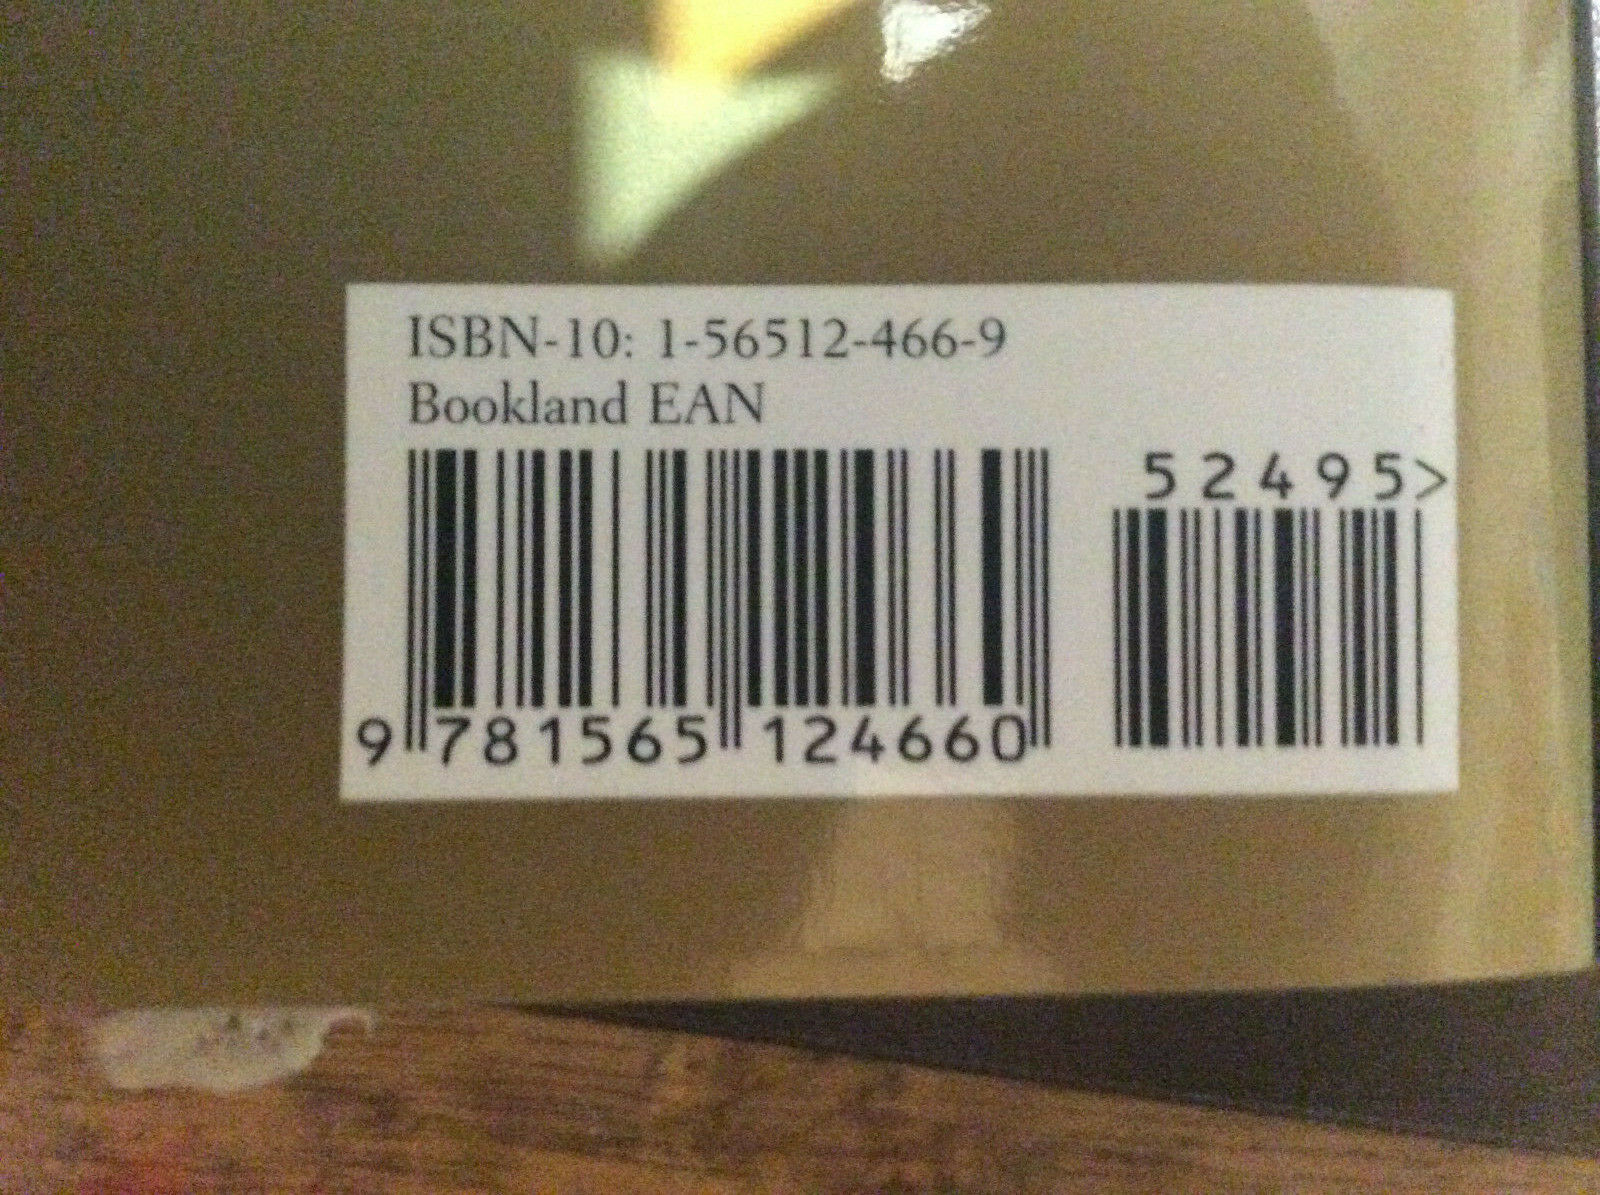 ISBN-10: 1-56512-466-9
Bookland EAN
52495>
9 781565 124660